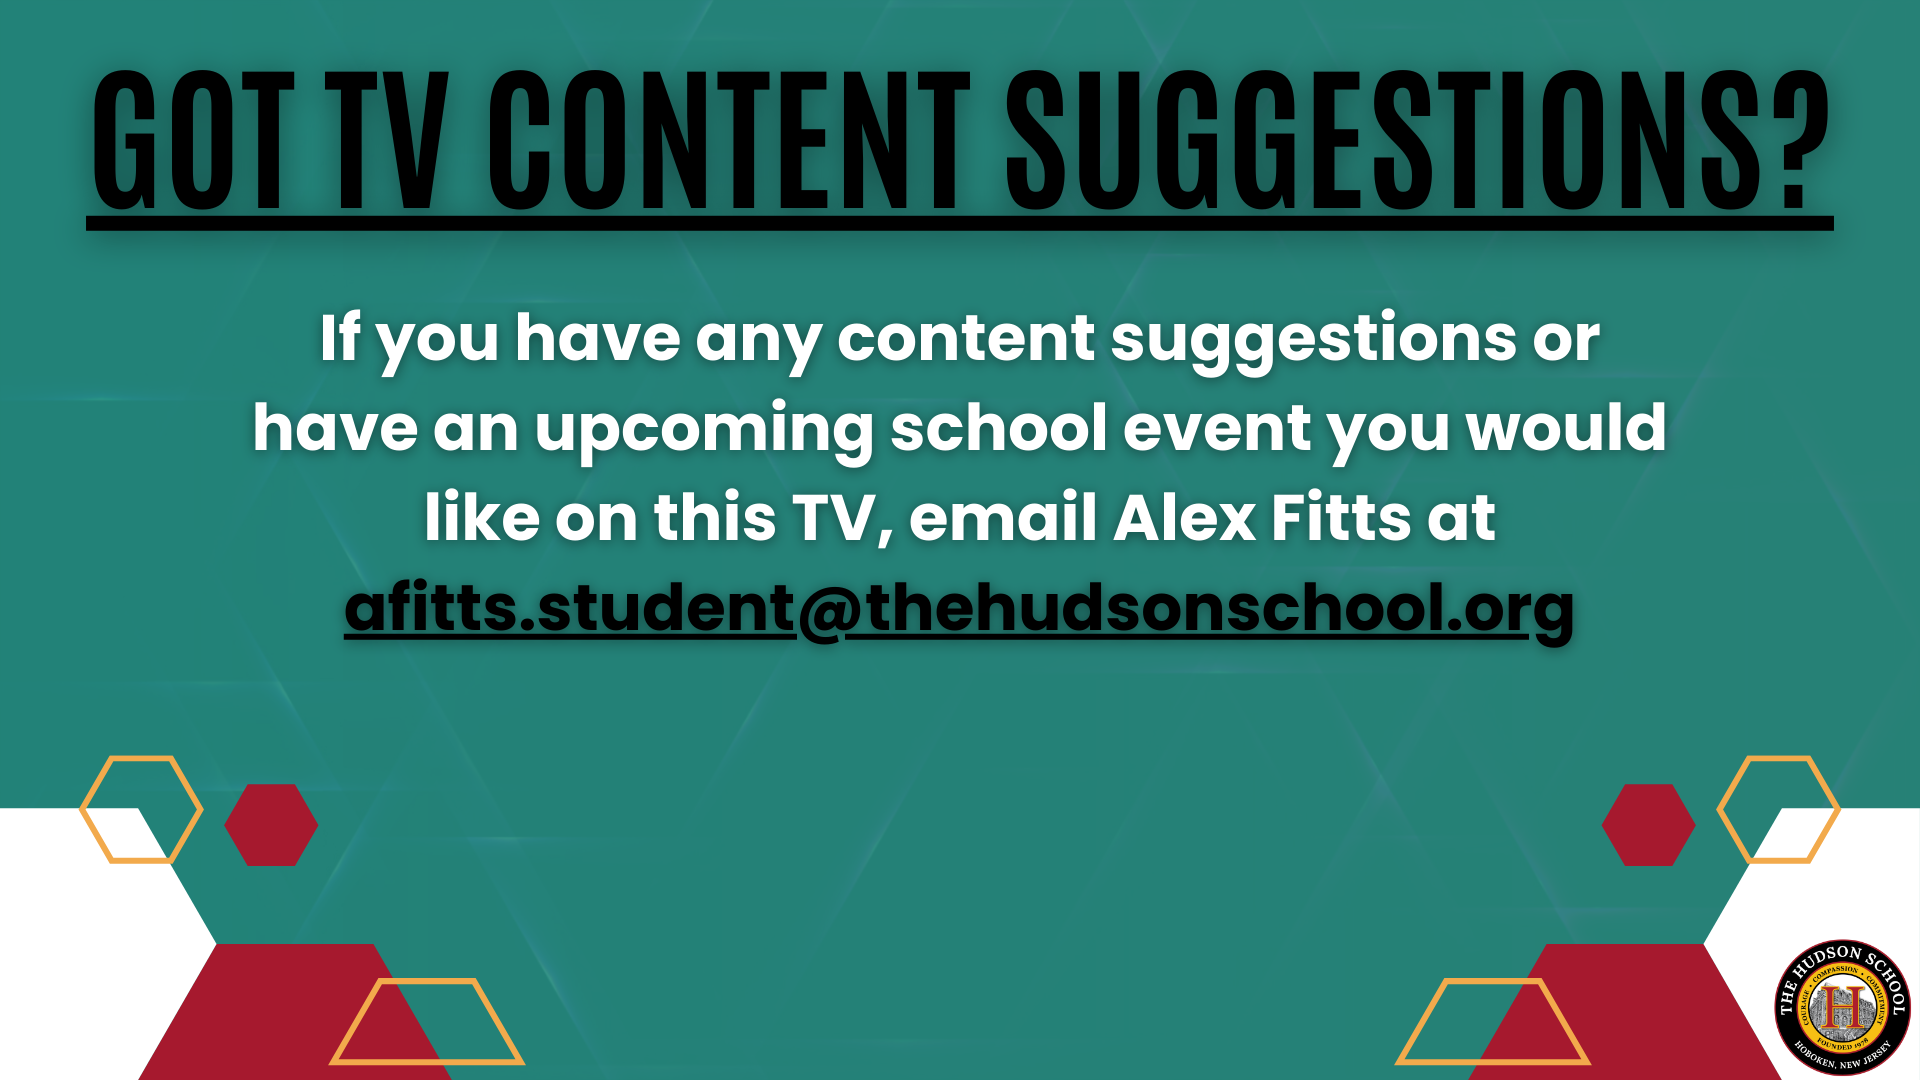 GOT TV CONTENT SUGGESTIONS?
If you have any content suggestions or
have an upcoming school event you would
like on this TV, email Alex Fitts at
afitts.student@thehudsonschool.org
THE HUDSON SCHOOL
COURAGE • COMPASSION • COMMITMENT
H
FOUNDED 1978
HOBOKEN, NEW JERSEY